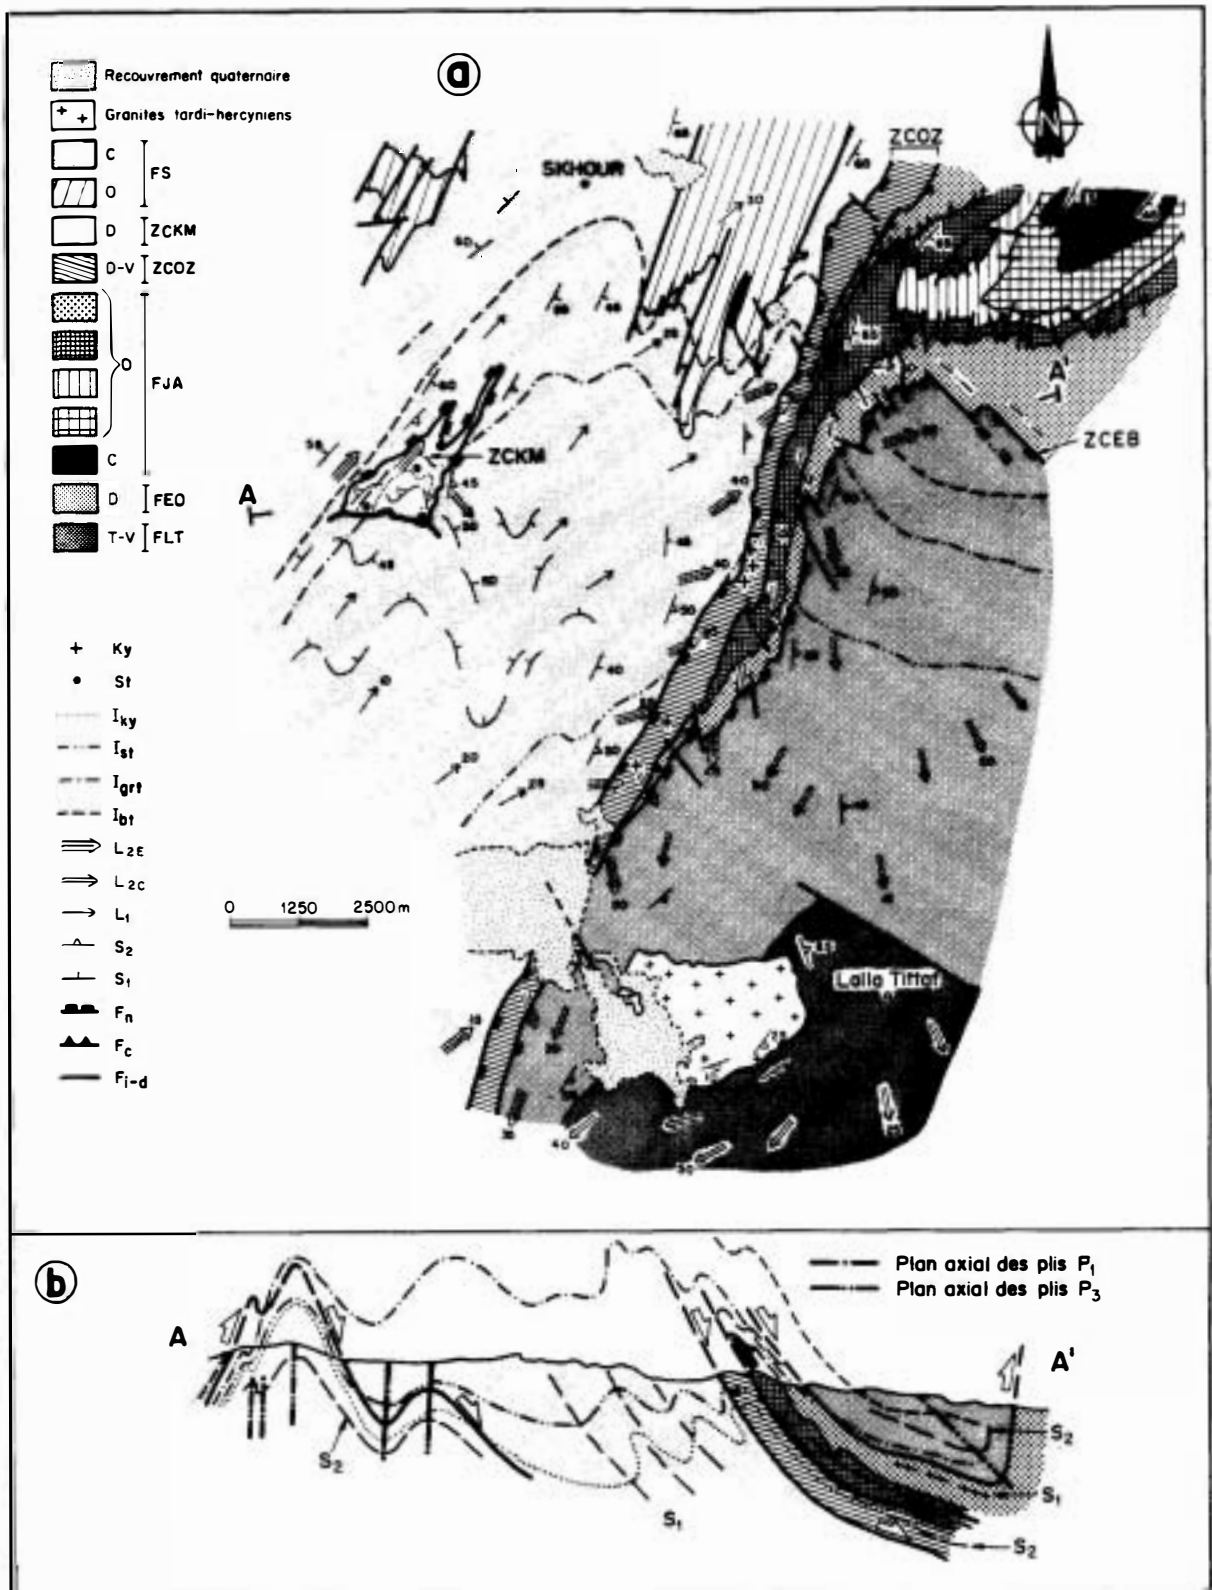 a
Recouvrement quaternaire
Granites tardi-hercyniens
C
O
FS
D
ZCKM
D-V
ZCOZ
D
FJA
C
D
FEO
T-V
FLT
+ Ky
• St
Iky
Ist
Igrt
Ibt
L2E
L2C
L1
S2
S1
Fn
Fc
Fi-d
0 1250 2500 m
N
SKHOUR
ZCOZ
ZCKM
A
A'
ZCEB
Lalla Tittaf
b
Plan axial des plis P1
Plan axial des plis P3
A
A'
S2
S1
S2
S1
S2